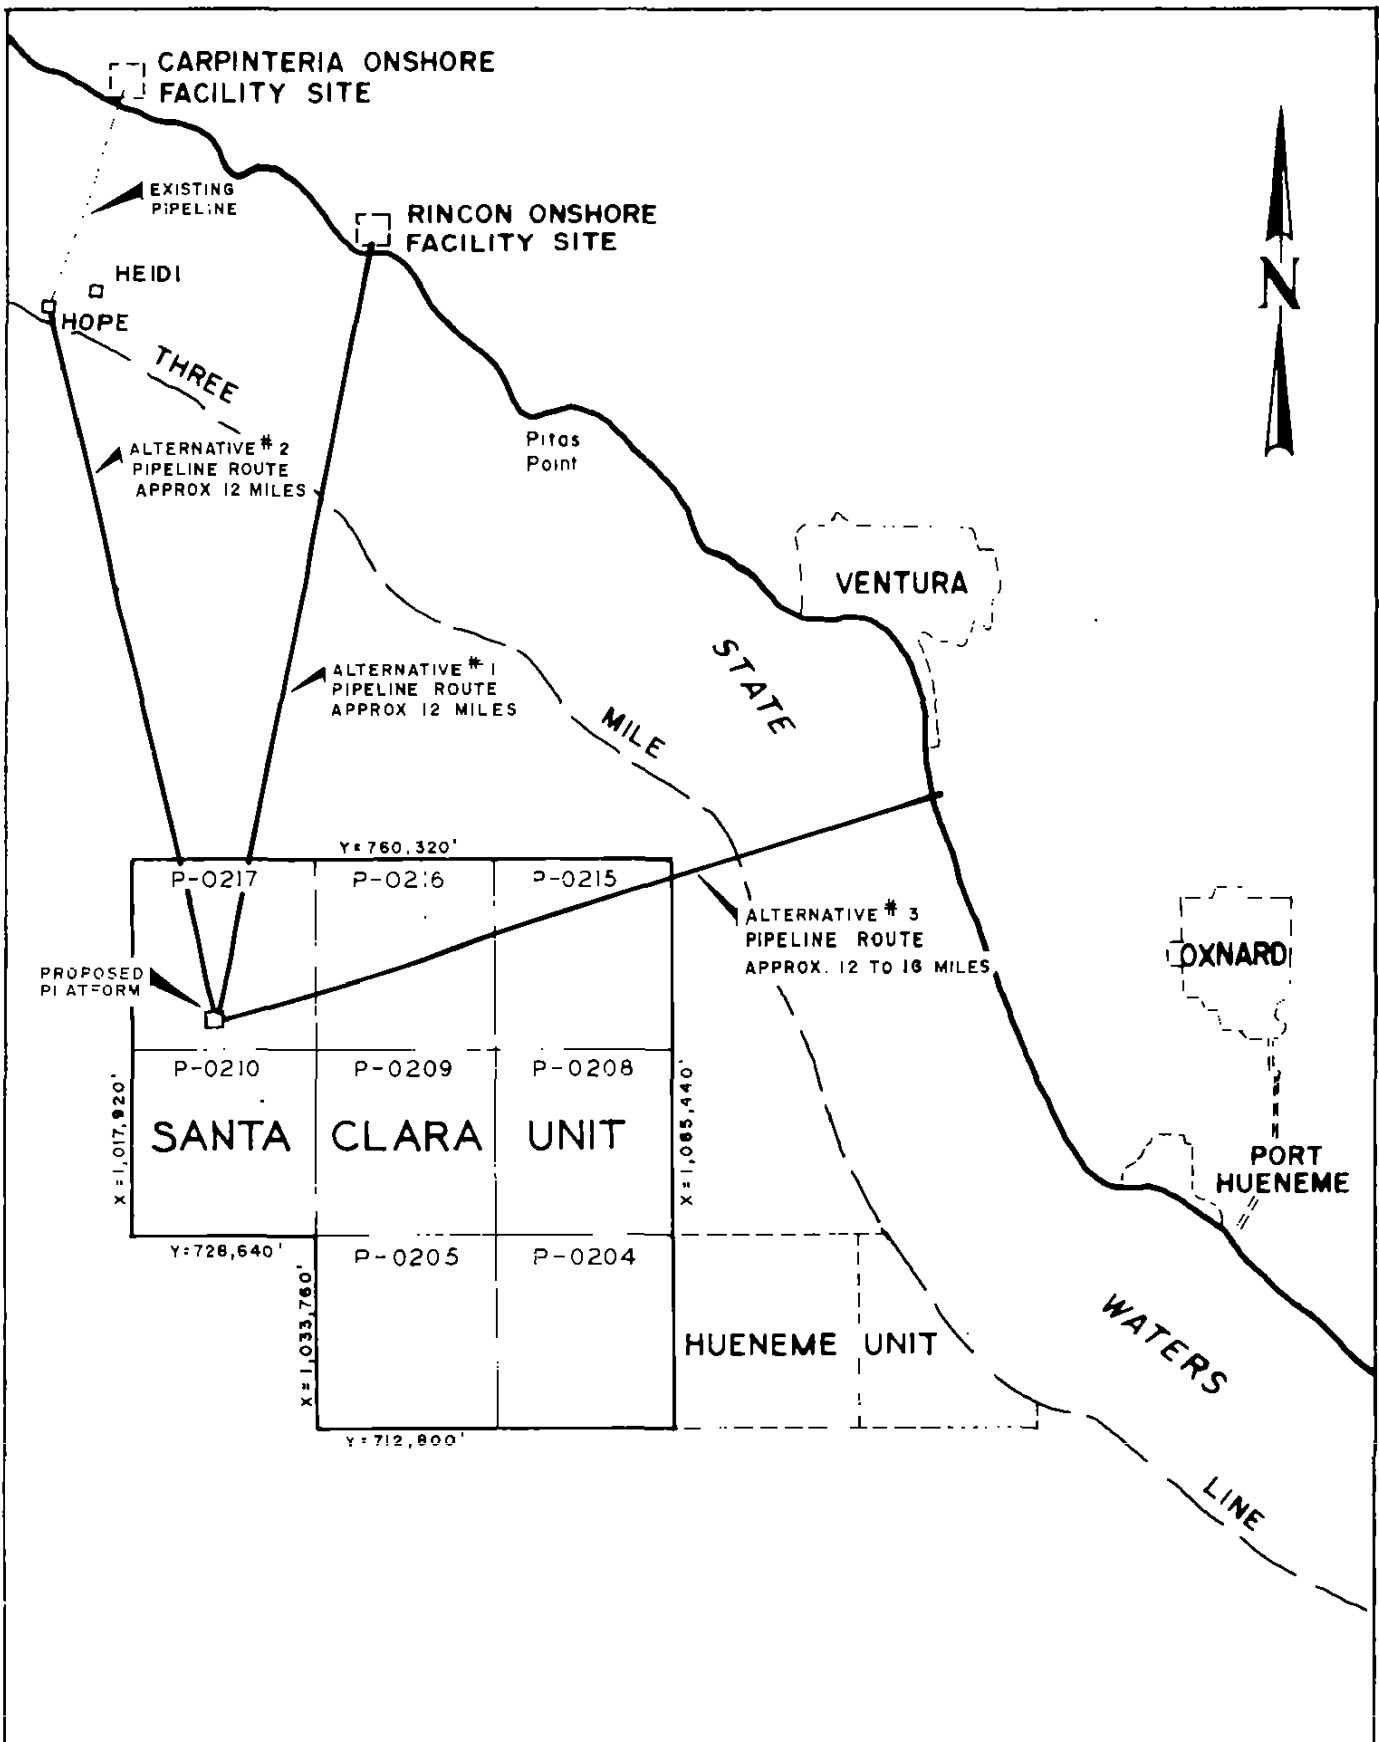 CARPINTERIA ONSHORE
FACILITY SITE
EXISTING
PIPELINE
RINCON ONSHORE
FACILITY SITE
HEIDI
HOPE
N
THREE
ALTERNATIVE #2
PIPELINE ROUTE
APPROX 12 MILES
Pitas
Point
VENTURA
STATE
ALTERNATIVE #1
PIPELINE ROUTE
APPROX 12 MILES
MILE
Y=760,320'
P-0217
P-0216
P-0215
ALTERNATIVE #3
PIPELINE ROUTE
APPROX. 12 TO 16 MILES
OXNARD
PROPOSED
PLATFORM
P-0210
P-0209
P-0208
X=1,017,920'
SANTA CLARA UNIT
X=1,065,440'
PORT
HUENEME
Y=728,640'
P-0205
P-0204
X=1,033,760'
HUENEME UNIT
WATERS
Y=712,800'
LINE